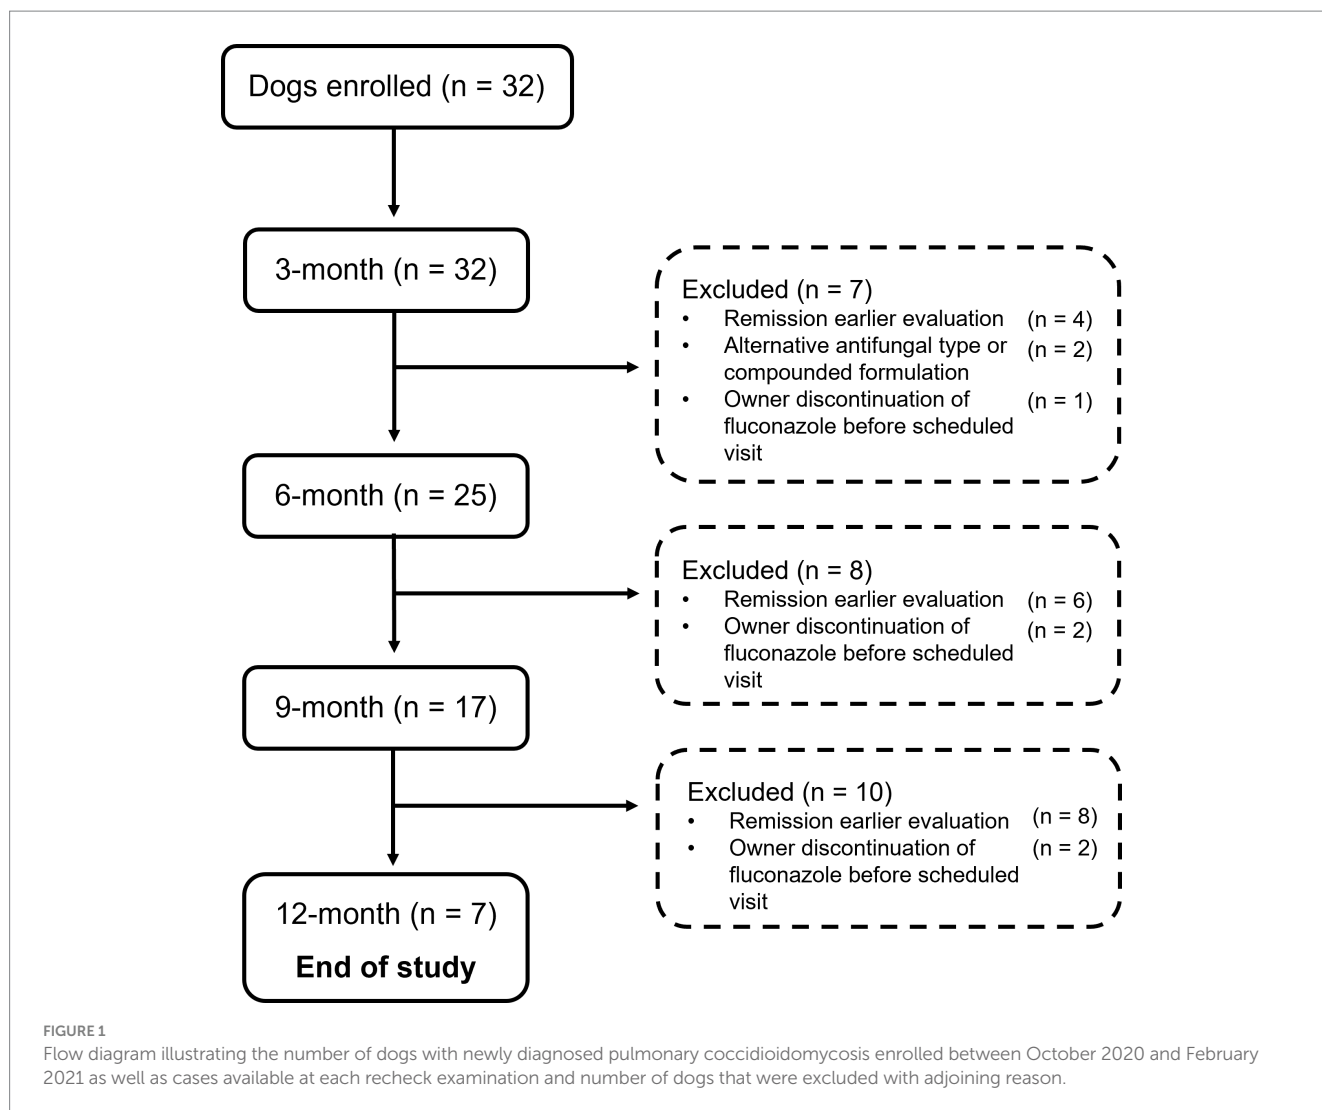 Dogs enrolled (n = 32)
3-month (n = 32)
Excluded (n = 7)
• Remission earlier evaluation (n = 4)
• Alternative antifungal type or (n = 2)
compounded formulation
• Owner discontinuation of (n = 1)
fluconazole before scheduled
visit
6-month (n = 25)
Excluded (n = 8)
• Remission earlier evaluation (n = 6)
• Owner discontinuation of (n = 2)
fluconazole before scheduled
visit
9-month (n = 17)
Excluded (n = 10)
• Remission earlier evaluation (n = 8)
• Owner discontinuation of (n = 2)
fluconazole before scheduled
visit
12-month (n = 7)
End of study
FIGURE 1
Flow diagram illustrating the number of dogs with newly diagnosed pulmonary coccidioidomycosis enrolled between October 2020 and February
2021 as well as cases available at each recheck examination and number of dogs that were excluded with adjoining reason.